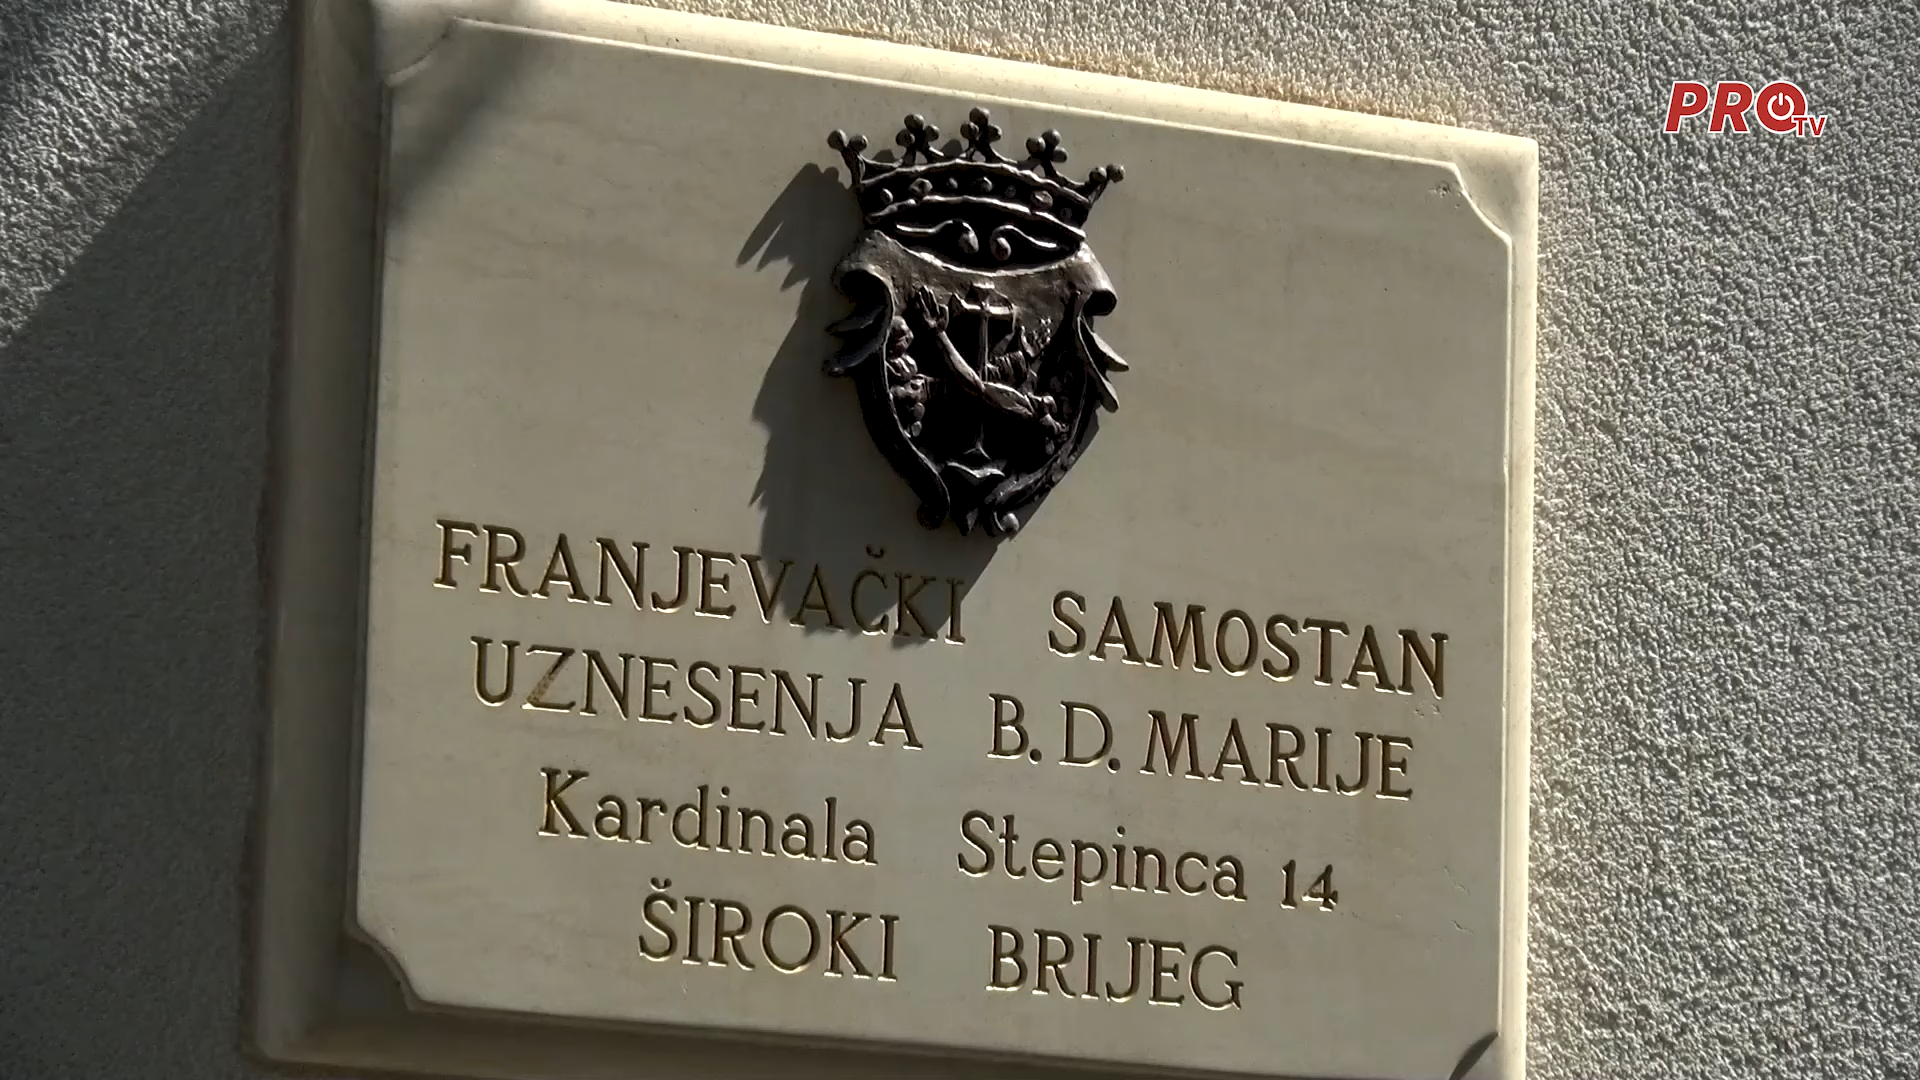 PRO TV
FRANJEVAČKI SAMOSTAN
UZNESENJA B. D. MARIJE
Kardinala Stepinca 14
ŠIROKI BRIJEG